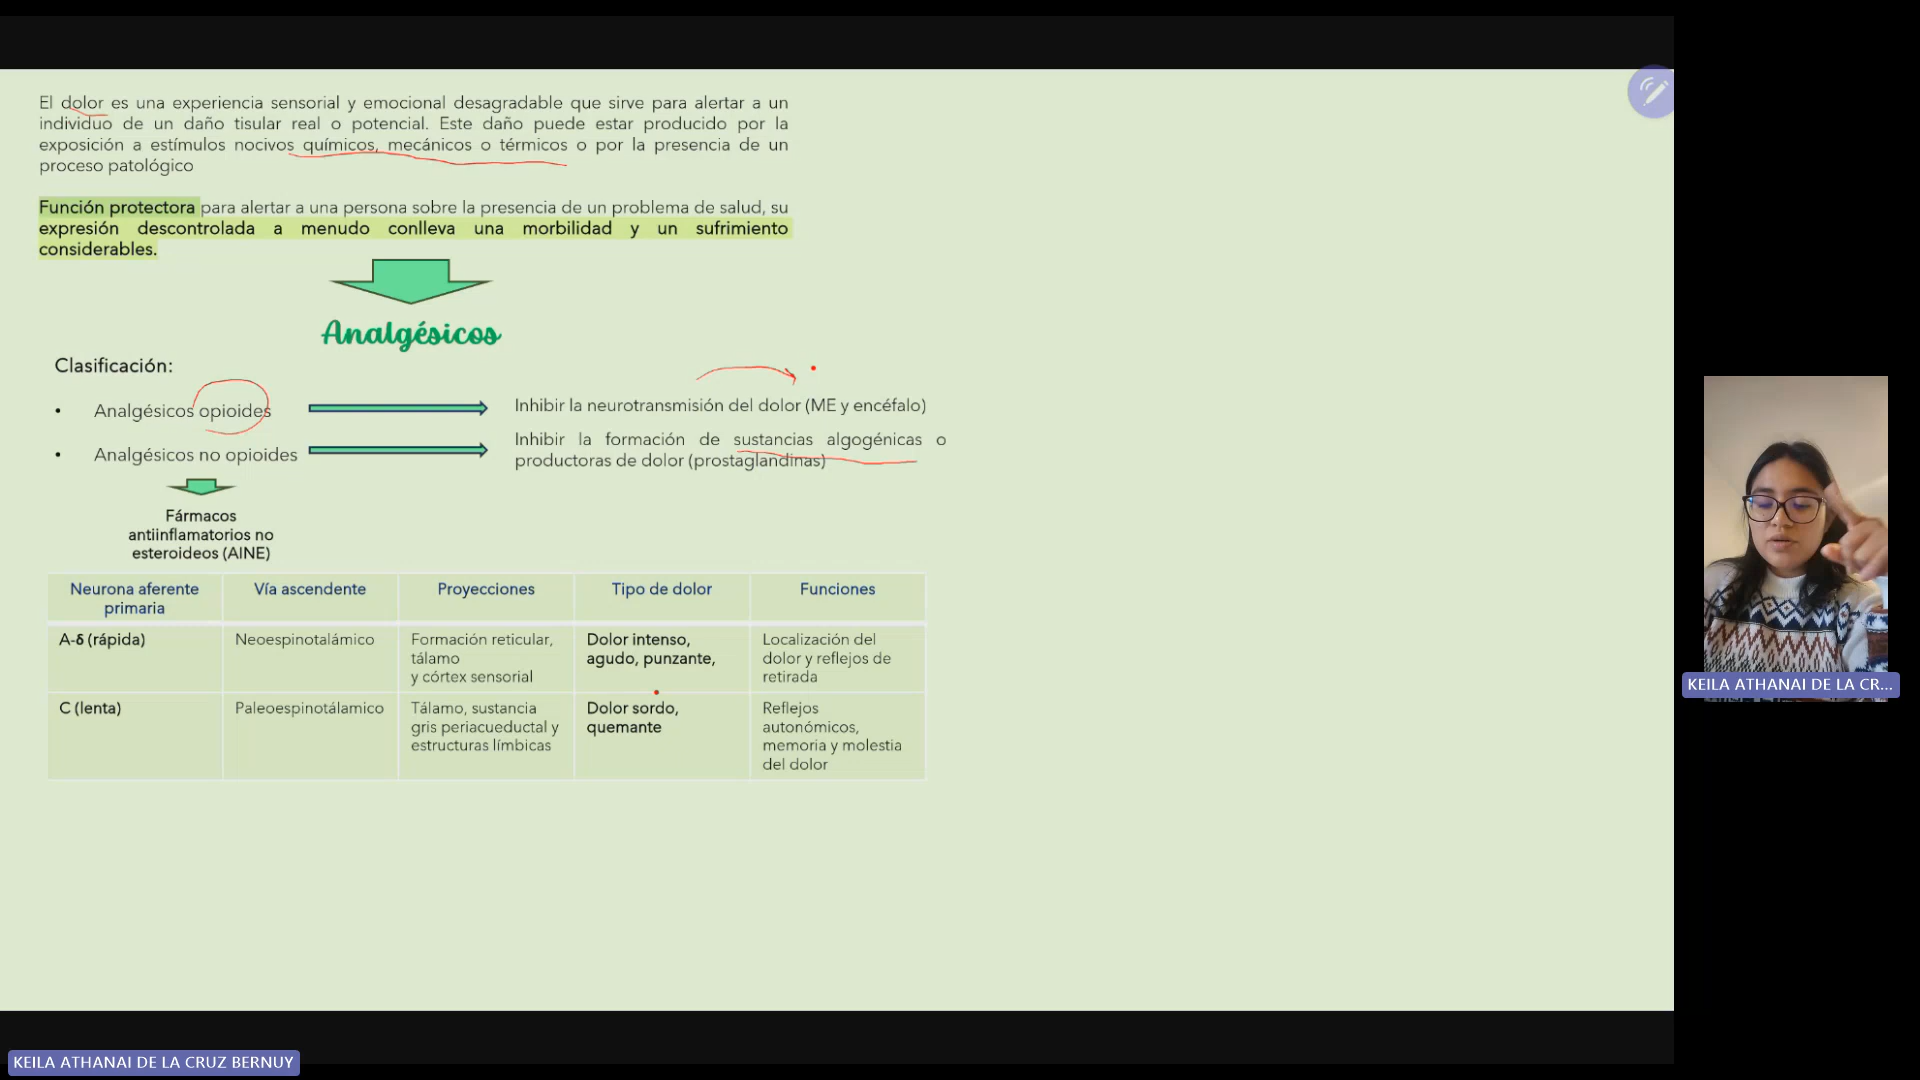 El dolor es una experiencia sensorial y emocional desagradable que sirve para alertar a un
individuo de un daño tisular real o potencial. Este daño puede estar producido por la
exposición a estímulos nocivos químicos, mecánicos o térmicos o por la presencia de un
proceso patológico
Función protectora para alertar a una persona sobre la presencia de un problema de salud, su
expresión descontrolada a menudo conlleva una morbilidad y un sufrimiento
considerables.
Analgésicos
Clasificación:
• Analgésicos opioides
Inhibir la neurotransmisión del dolor (ME y encéfalo)
• Analgésicos no opioides
Inhibir la formación de sustancias algogénicas o
productoras de dolor (prostaglandinas)
Fármacos
antiinflamatorios no
esteroideos (AINE)
Neurona aferente
primaria
Vía ascendente
Proyecciones
Tipo de dolor
Funciones
A-δ (rápida)
Neoespinotalámico
Formación reticular,
tálamo
y córtex sensorial
Dolor intenso,
agudo, punzante,
Localización del
dolor y reflejos de
retirada
C (lenta)
Paleoespinotálamico
Tálamo, sustancia
gris periacueductal y
estructuras límbicas
Dolor sordo,
quemante
Reflejos
autonómicos,
memoria y molestia
del dolor
KEILA ATHANAI DE LA CR...
KEILA ATHANAI DE LA CRUZ BERNUY